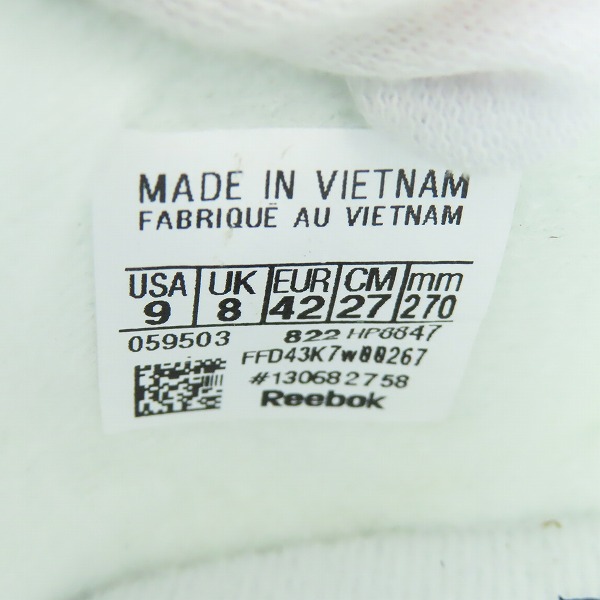 MADE IN VIETNAM
FABRIQUÉ AU VIETNAM
USA UK EUR CM mm
9 8 42 27 270
059503 822 HP6647
FFD43K7w00267
#130682758
Reebok